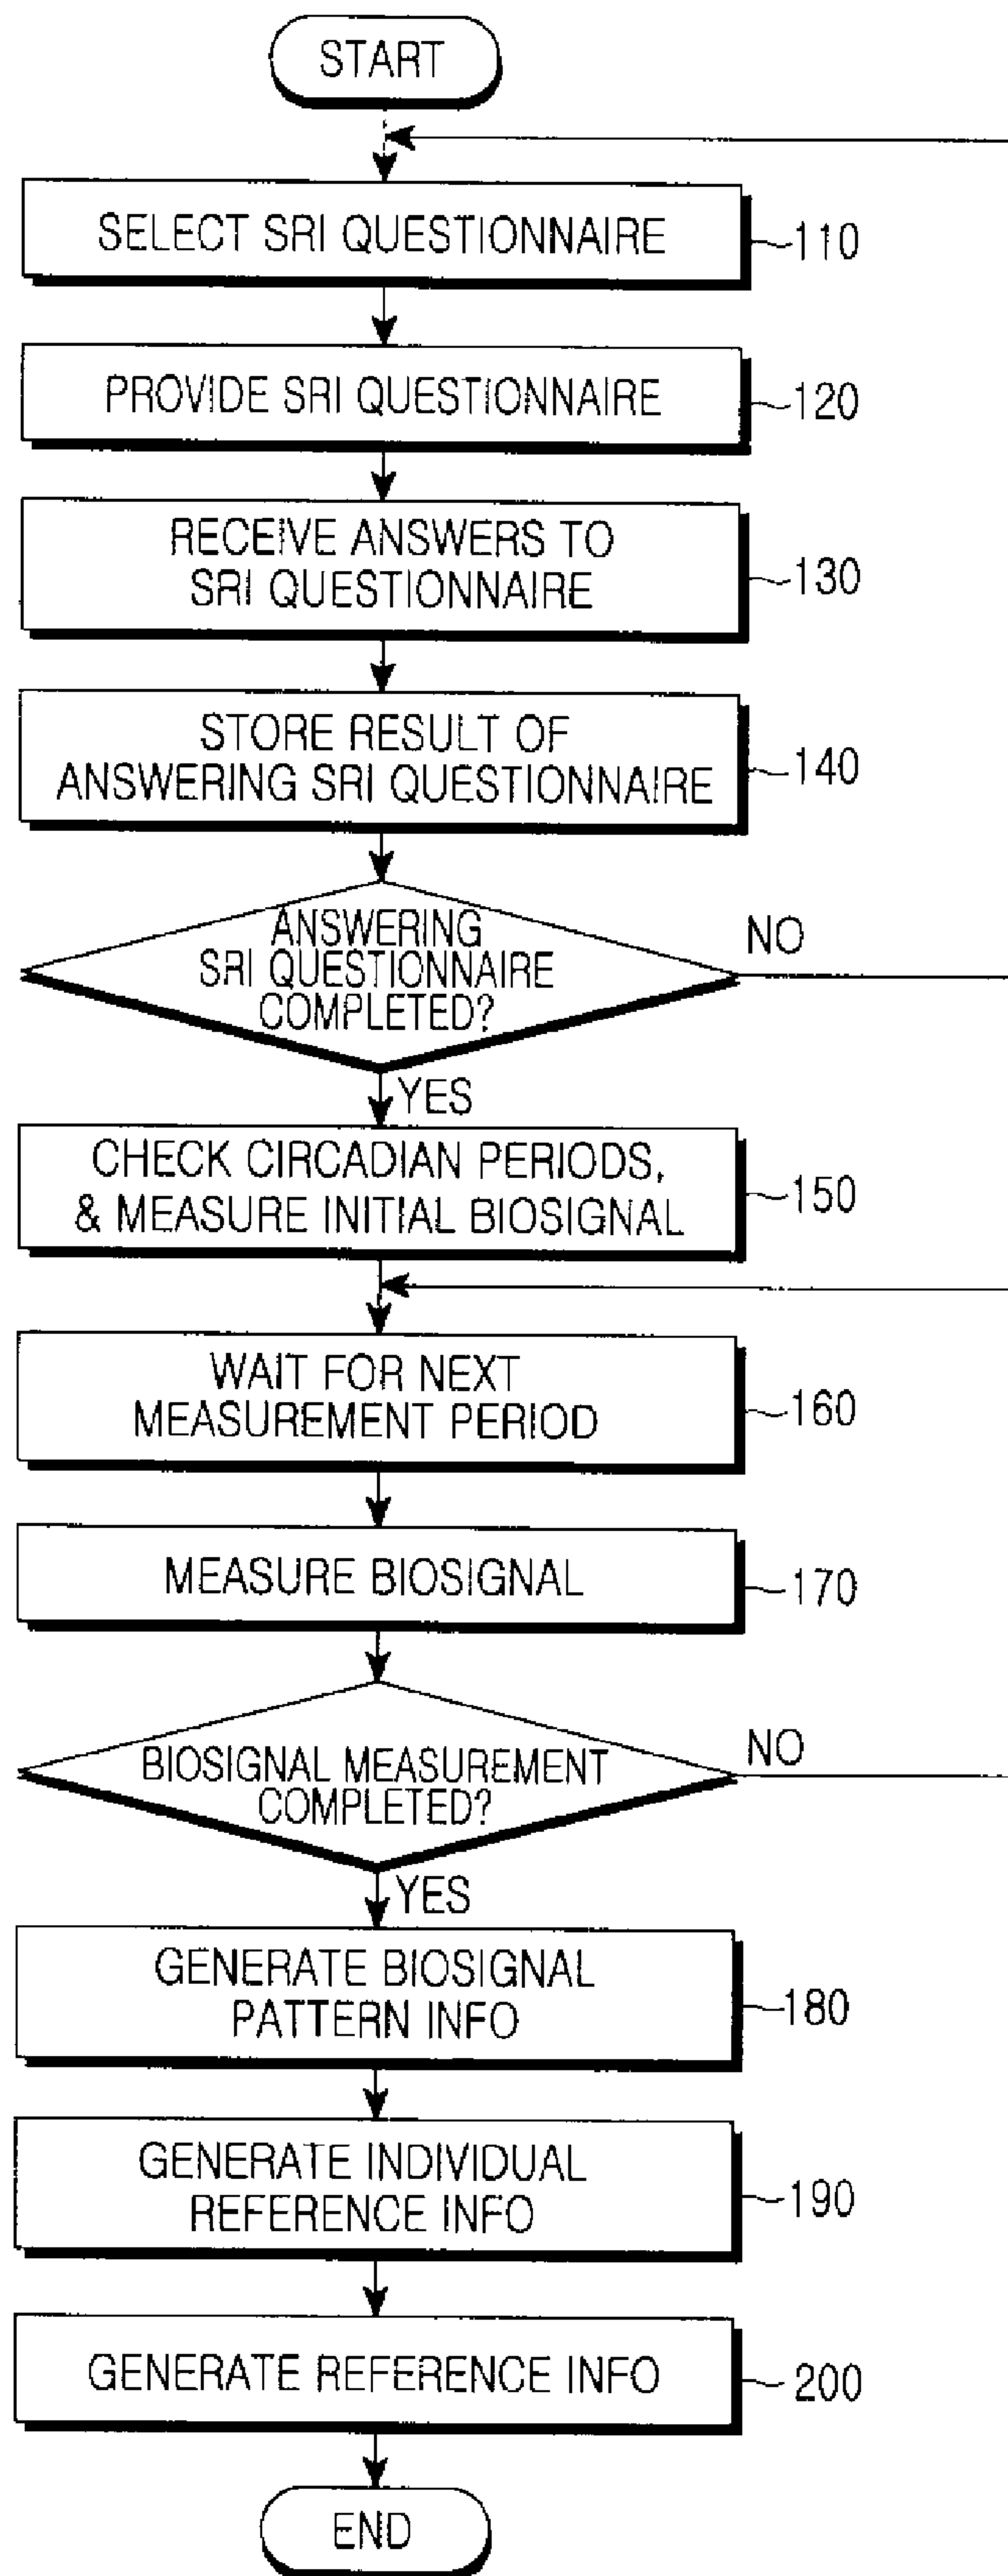 START
SELECT SRI QUESTIONNAIRE
110
PROVIDE SRI QUESTIONNAIRE
120
RECEIVE ANSWERS TO
SRI QUESTIONNAIRE
130
STORE RESULT OF
ANSWERING SRI QUESTIONNAIRE
140
ANSWERING
SRI QUESTIONNAIRE
COMPLETED?
NO
YES
CHECK CIRCADIAN PERIODS,
& MEASURE INITIAL BIOSIGNAL
150
WAIT FOR NEXT
MEASUREMENT PERIOD
160
MEASURE BIOSIGNAL
170
BIOSIGNAL MEASUREMENT
COMPLETED?
NO
YES
GENERATE BIOSIGNAL
PATTERN INFO
180
GENERATE INDIVIDUAL
REFERENCE INFO
190
GENERATE REFERENCE INFO
200
END